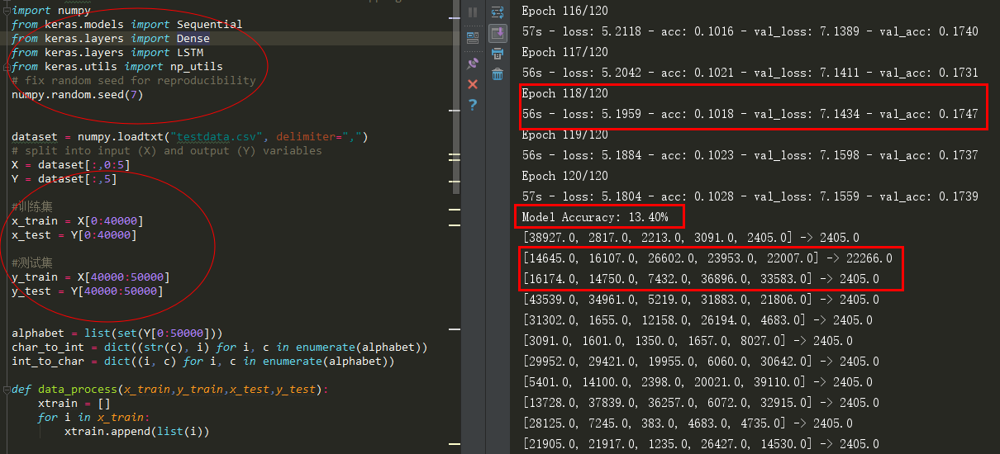 import numpy
from keras.models import Sequential
from keras.layers import Dense
from keras.layers import LSTM
from keras.utils import np_utils
# fix random seed for reproducibility
numpy.random.seed(7)
dataset = numpy.loadtxt("testdata.csv", delimiter=",")
# split into input (X) and output (Y) variables
X = dataset[:,0:5]
Y = dataset[:,5]
#训练集
x_train = X[0:40000]
x_test = Y[0:40000]
#测试集
y_train = X[40000:50000]
y_test = Y[40000:50000]
alphabet = list(set(Y[0:50000]))
char_to_int = dict((str(c), i) for i, c in enumerate(alphabet))
int_to_char = dict((i, c) for i, c in enumerate(alphabet))
def data_process(x_train,y_train,x_test,y_test):
xtrain = []
for i in x_train:
xtrain.append(list(i))
Epoch 116/120
57s - loss: 5.2118 - acc: 0.1016 - val_loss: 7.1389 - val_acc: 0.1740
Epoch 117/120
56s - loss: 5.2042 - acc: 0.1021 - val_loss: 7.1411 - val_acc: 0.1731
Epoch 118/120
56s - loss: 5.1959 - acc: 0.1018 - val_loss: 7.1434 - val_acc: 0.1747
Epoch 119/120
56s - loss: 5.1884 - acc: 0.1023 - val_loss: 7.1598 - val_acc: 0.1737
Epoch 120/120
57s - loss: 5.1804 - acc: 0.1028 - val_loss: 7.1559 - val_acc: 0.1739
Model Accuracy: 13.40%
[38927.0, 2817.0, 2213.0, 3091.0, 2405.0] -> 2405.0
[14645.0, 16107.0, 26602.0, 23953.0, 22007.0] -> 22266.0
[16174.0, 14750.0, 7432.0, 36896.0, 33583.0] -> 2405.0
[43539.0, 34961.0, 5219.0, 31883.0, 21806.0] -> 2405.0
[31302.0, 1655.0, 12158.0, 26194.0, 4683.0] -> 2405.0
[3091.0, 1601.0, 1350.0, 1657.0, 8027.0] -> 2405.0
[29952.0, 29421.0, 19955.0, 6060.0, 30642.0] -> 2405.0
[5401.0, 14100.0, 2398.0, 20021.0, 39110.0] -> 2405.0
[13728.0, 37839.0, 36257.0, 6072.0, 32915.0] -> 2405.0
[28125.0, 7245.0, 383.0, 4683.0, 4735.0] -> 2405.0
[21905.0, 21917.0, 1235.0, 26427.0, 14530.0] -> 2405.0